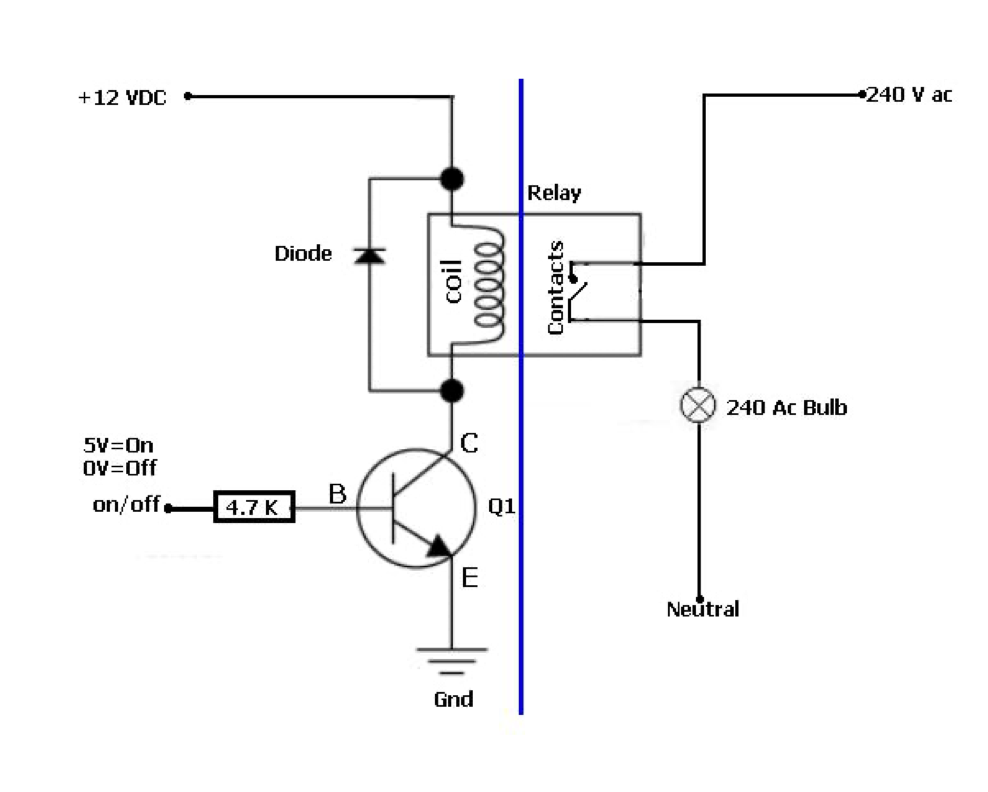 +12 VDC
240 V ac
Relay
Diode
coil
Contacts
240 Ac Bulb
5V=On
0V=Off
on/off
4.7 K
B
C
Q1
E
Neutral
Gnd